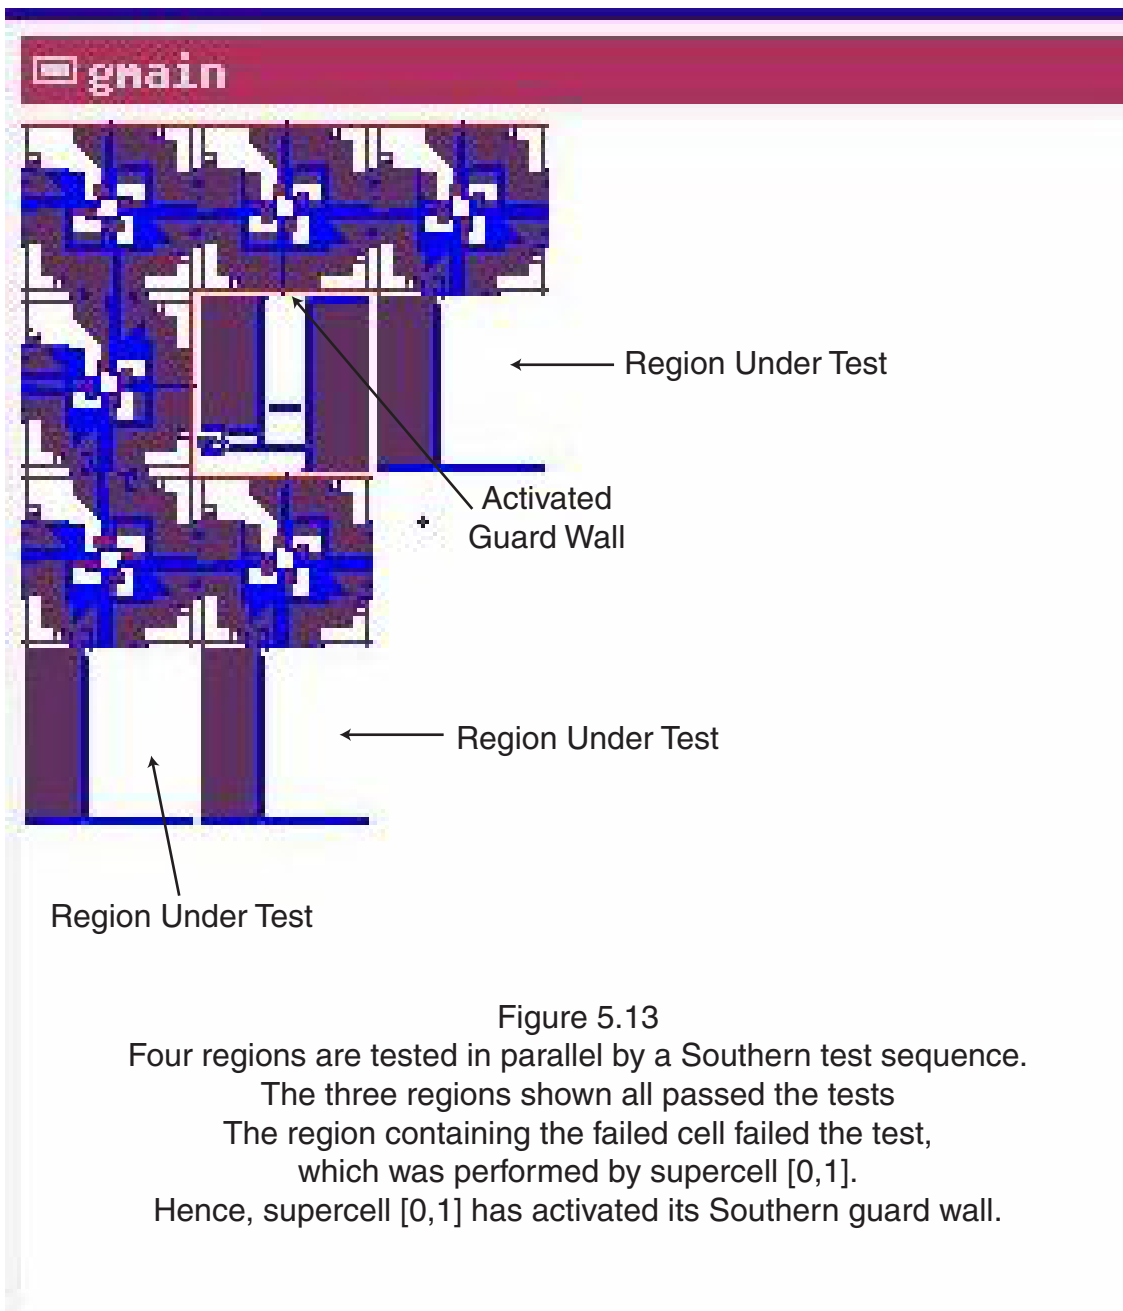 gmain
Region Under Test
Activated
Guard Wall
Region Under Test
Region Under Test
Figure 5.13
Four regions are tested in parallel by a Southern test sequence.
The three regions shown all passed the tests
The region containing the failed cell failed the test,
which was performed by supercell [0,1].
Hence, supercell [0,1] has activated its Southern guard wall.